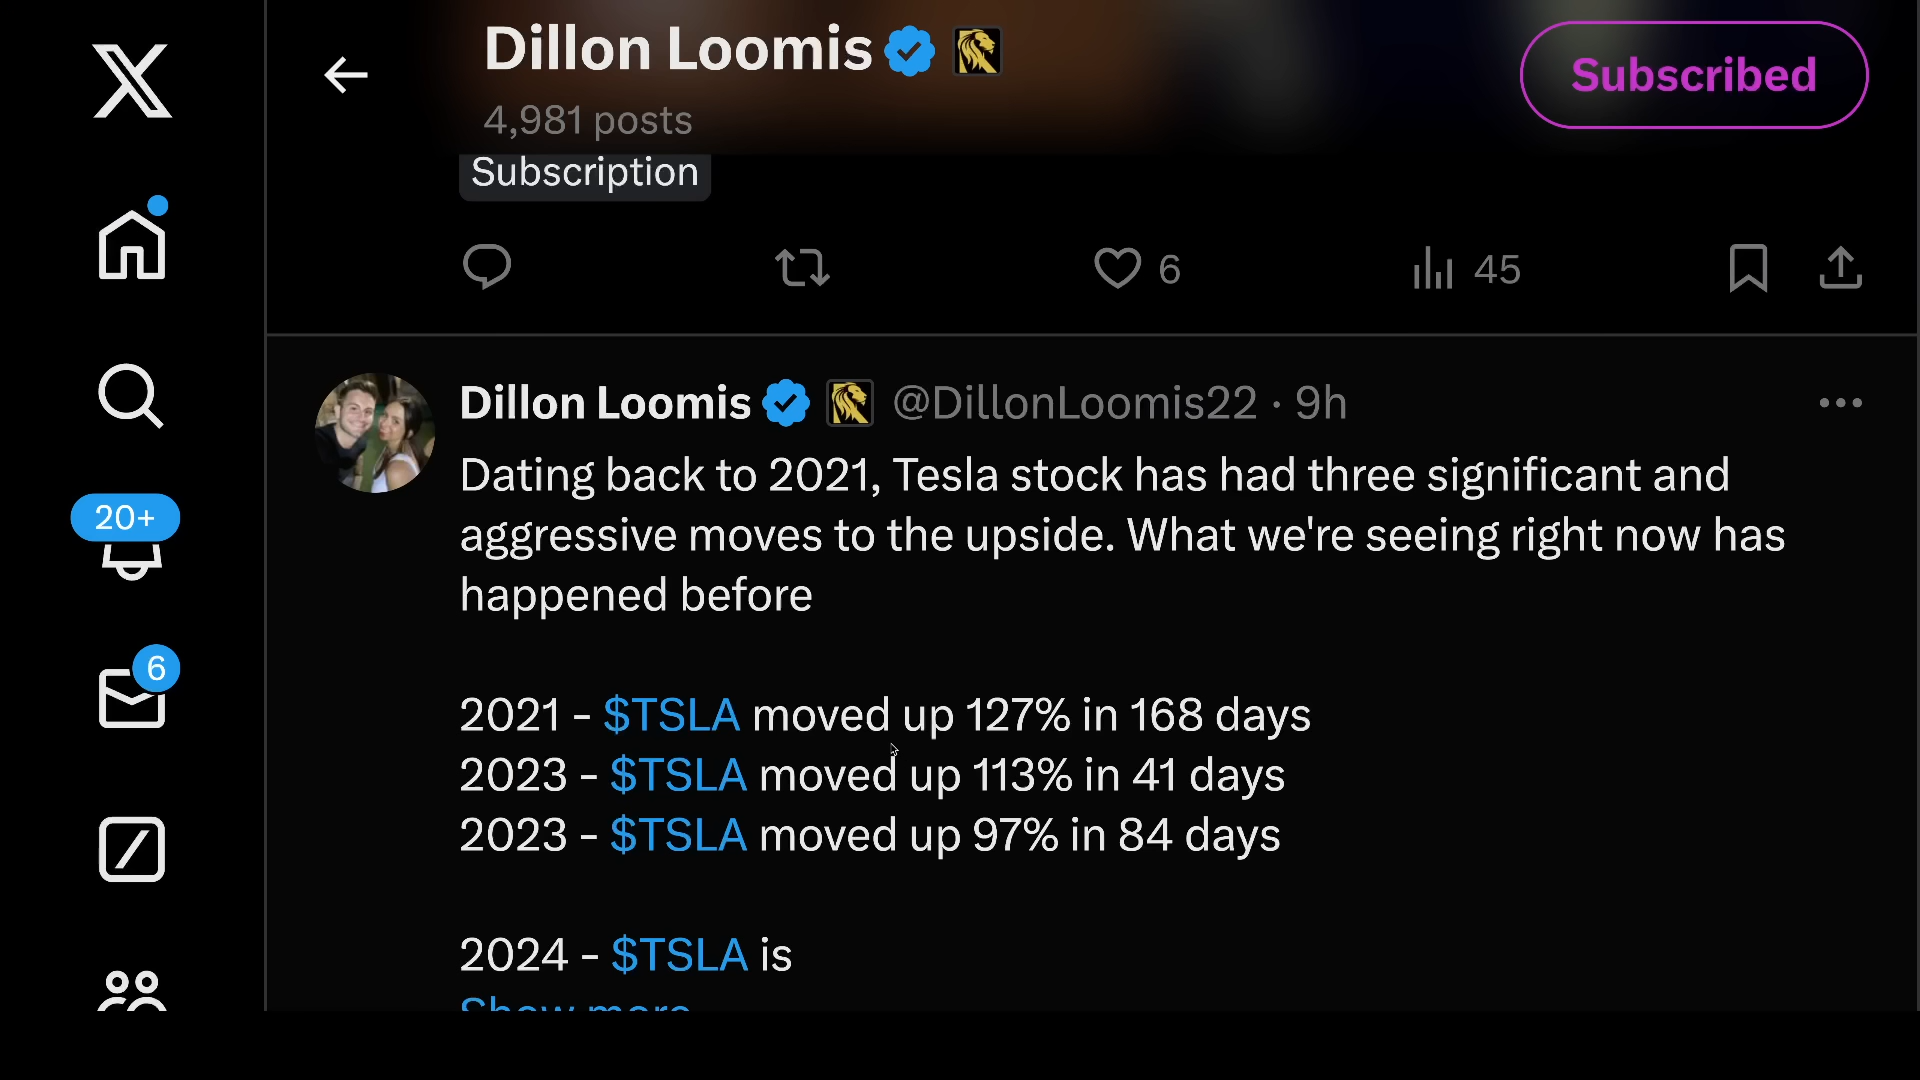 Dillon Loomis
4,981 posts
Subscribed
Subscription
6
45
Dillon Loomis @DillonLoomis22 · 9h
Dating back to 2021, Tesla stock has had three significant and
aggressive moves to the upside. What we're seeing right now has
happened before
20+
6
2021 - $TSLA moved up 127% in 168 days
2023 - $TSLA moved up 113% in 41 days
2023 - $TSLA moved up 97% in 84 days
2024 - $TSLA is
Show more